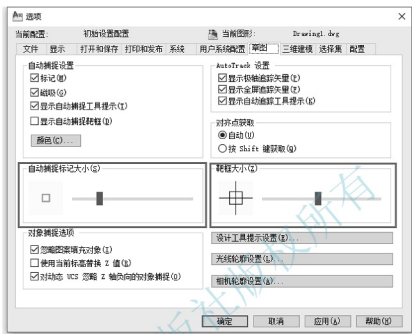 选项
当前配置: 初始设置配置 当前图形: Drawing1.dwg
文件 显示 打开和保存 打印和发布 系统 用户系统配置 草图 三维建模 选择集 配置
自动捕捉设置
标记(M)
磁吸(G)
显示自动捕捉工具提示(T)
显示自动捕捉靶框(D)
颜色(C)...
AutoTrack 设置
显示极轴追踪矢量(P)
显示全屏追踪矢量(F)
显示自动追踪工具提示(K)
对齐点获取
自动(U)
按 Shift 键获取(Q)
自动捕捉标记大小(S)
靶框大小(Z)
对象捕捉选项
忽略图案填充对象(I)
使用当前标高替换 Z 值(R)
对动态 UCS 忽略 Z 轴负向的对象捕捉(O)
设计工具提示设置(E)...
光线轮廓设置(L)...
相机轮廓设置(A)...
确定 取消 应用(A) 帮助(H)
社版权所有